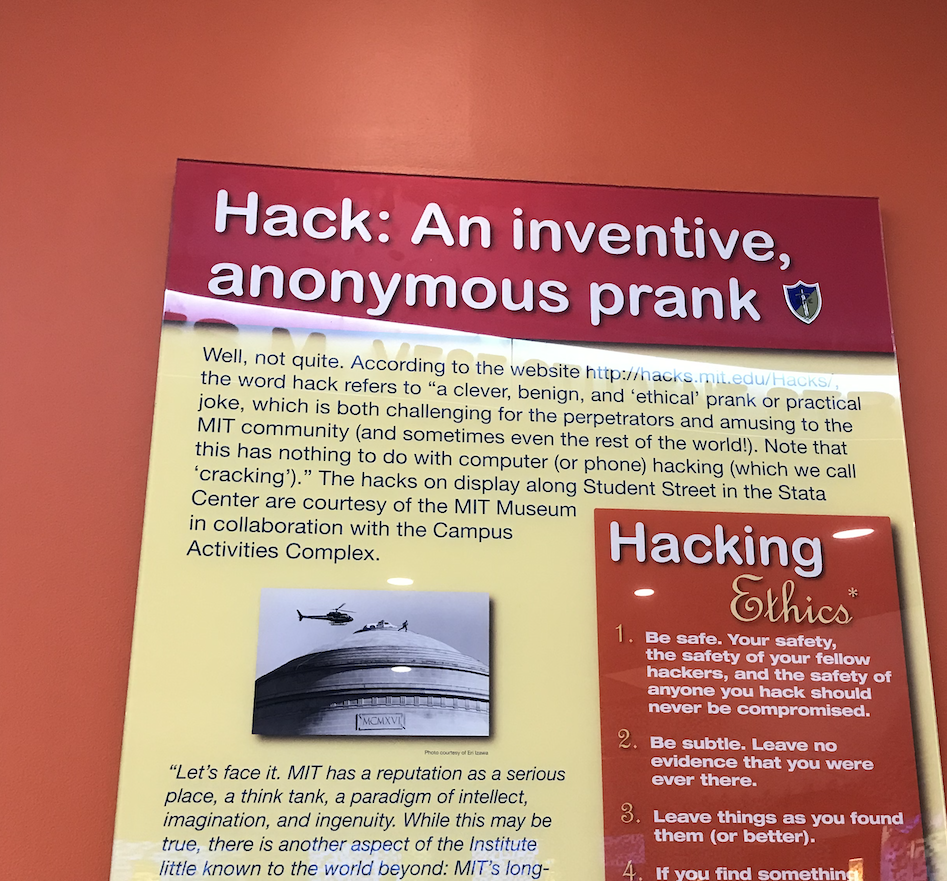 Hack: An inventive,
anonymous prank
Well, not quite. According to the website http://hacks.mit.edu/Hacks/,
the word hack refers to “a clever, benign, and ‘ethical’ prank or practical
joke, which is both challenging for the perpetrators and amusing to the
MIT community (and sometimes even the rest of the world!). Note that
this has nothing to do with computer (or phone) hacking (which we call
‘cracking’).” The hacks on display along Student Street in the Stata
Center are courtesy of the MIT Museum
in collaboration with the Campus
Activities Complex.
MCMXVI
Photo courtesy of Eri Izawa
“Let’s face it. MIT has a reputation as a serious
place, a think tank, a paradigm of intellect,
imagination, and ingenuity. While this may be
true, there is another aspect of the Institute
little known to the world beyond: MIT’s long-
Hacking
Ethics*
1. Be safe. Your safety,
the safety of your fellow
hackers, and the safety of
anyone you hack should
never be compromised.
2. Be subtle. Leave no
evidence that you were
ever there.
3. Leave things as you found
them (or better).
4. If you find something